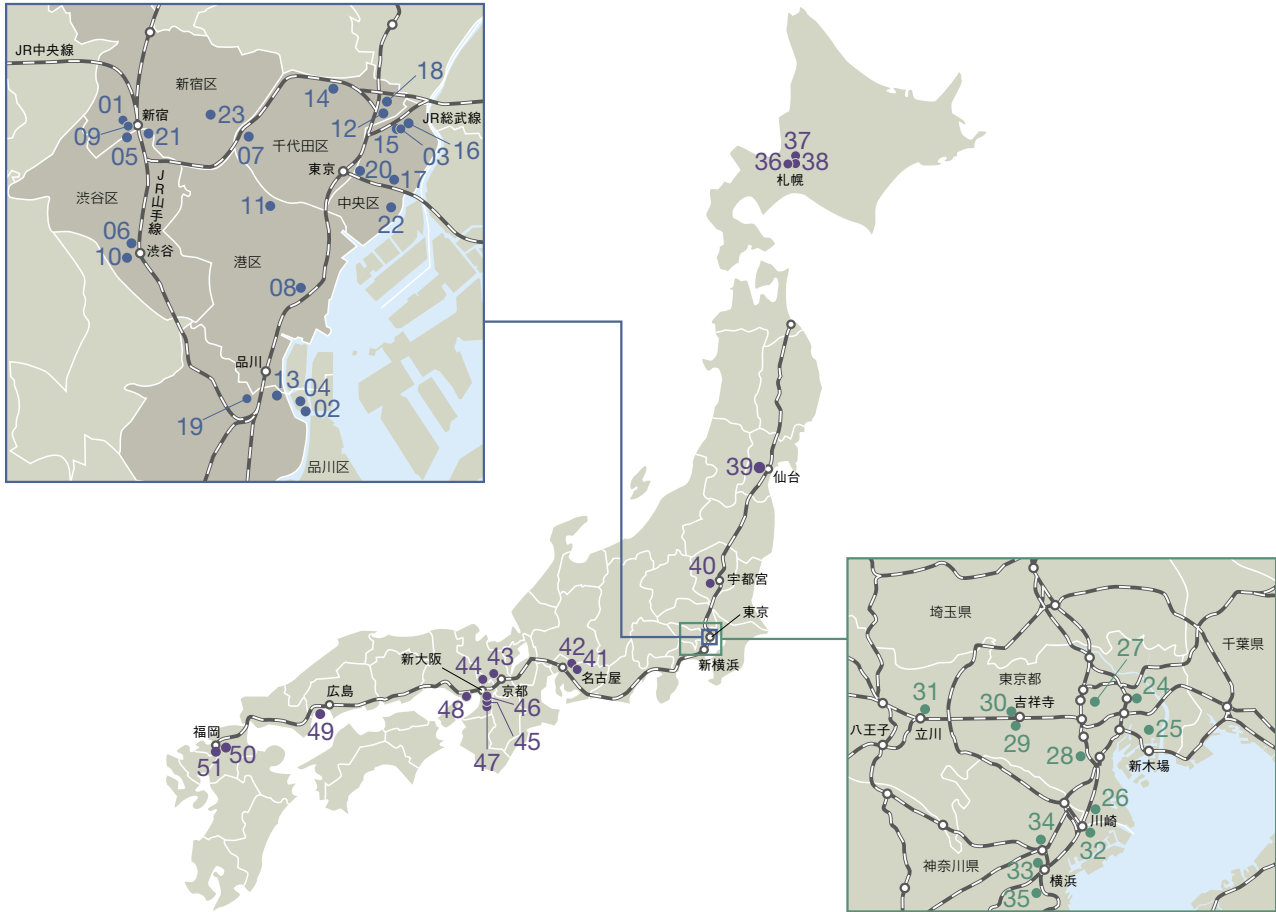 JR中央線
新宿区
18
14
01
新宿
23
12
JR総武線
09
21
07
千代田区
15
03
16
05
東京
20
17
渋谷区
JR山手線
11
中央区
22
06
渋谷
10
港区
08
品川
13
04
02
19
品川区
37
36
38
札幌
39
仙台
40
宇都宮
東京
新横浜
新大阪
44
43
42
41
名古屋
京都
広島
48
46
45
47
49
福岡
50
51
埼玉県
千葉県
27
東京都
31
30
吉祥寺
24
八王子
立川
29
25
28
新木場
26
34
川崎
32
神奈川県
33
横浜
35